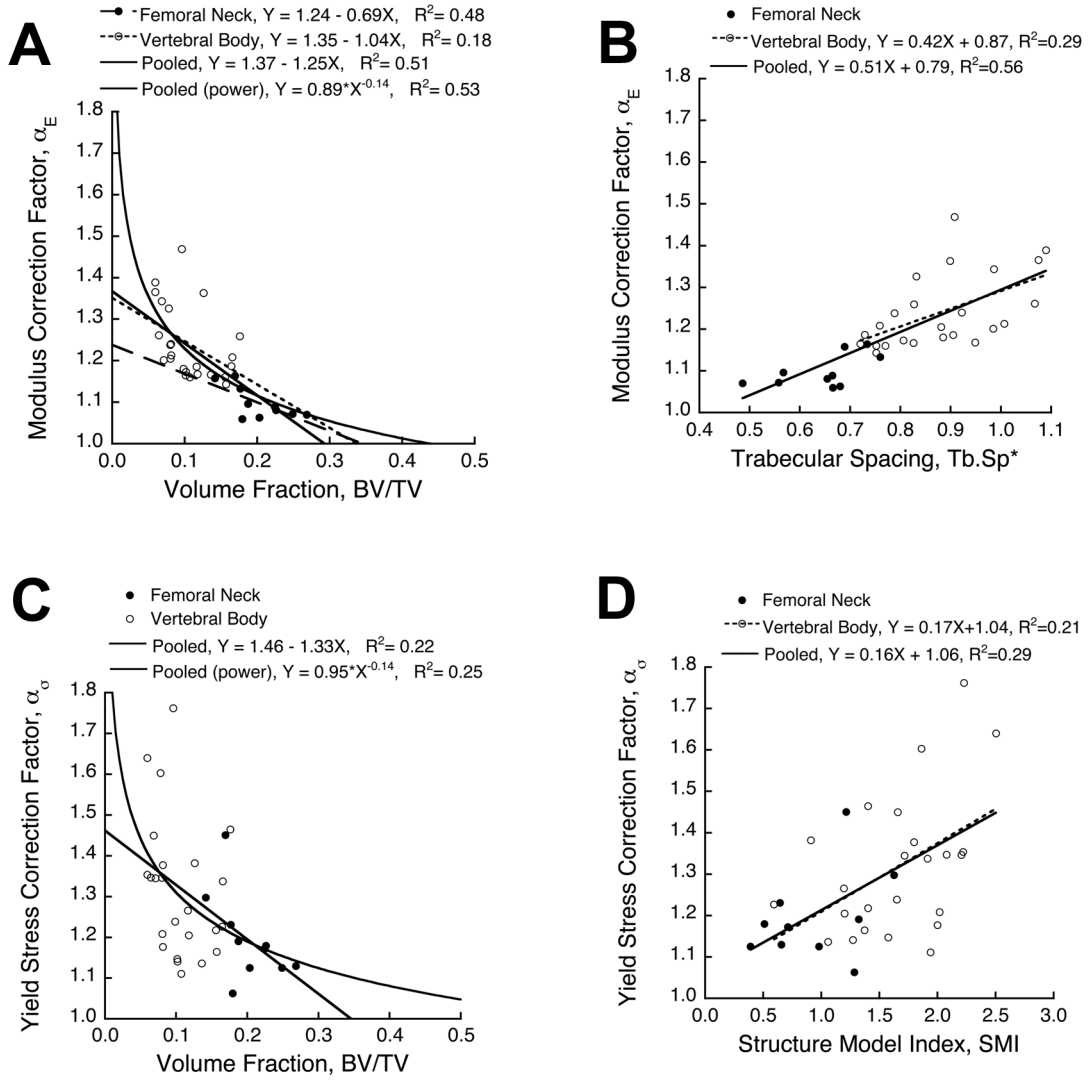 A
Femoral Neck, Y = 1.24 - 0.69X, R2= 0.48
Vertebral Body, Y = 1.35 - 1.04X, R2= 0.18
Pooled, Y = 1.37 - 1.25X, R2= 0.51
Pooled (power), Y = 0.89*X-0.14, R2= 0.53
Modulus Correction Factor, αE
1.8
1.7
1.6
1.5
1.4
1.3
1.2
1.1
1.0
0.0 0.1 0.2 0.3 0.4 0.5
Volume Fraction, BV/TV
B
Femoral Neck
Vertebral Body, Y = 0.42X + 0.87, R2=0.29
Pooled, Y = 0.51X + 0.79, R2=0.56
Modulus Correction Factor, αE
1.8
1.7
1.6
1.5
1.4
1.3
1.2
1.1
1.0
0.4 0.5 0.6 0.7 0.8 0.9 1.0 1.1
Trabecular Spacing, Tb.Sp*
C
Femoral Neck
Vertebral Body
Pooled, Y = 1.46 - 1.33X, R2= 0.22
Pooled (power), Y = 0.95*X-0.14, R2= 0.25
Yield Stress Correction Factor, ασ
1.8
1.7
1.6
1.5
1.4
1.3
1.2
1.1
1.0
0.0 0.1 0.2 0.3 0.4 0.5
Volume Fraction, BV/TV
D
Femoral Neck
Vertebral Body, Y = 0.17X+1.04, R2=0.21
Pooled, Y = 0.16X + 1.06, R2=0.29
Yield Stress Correction Factor, ασ
1.8
1.7
1.6
1.5
1.4
1.3
1.2
1.1
1.0
0.0 0.5 1.0 1.5 2.0 2.5 3.0
Structure Model Index, SMI